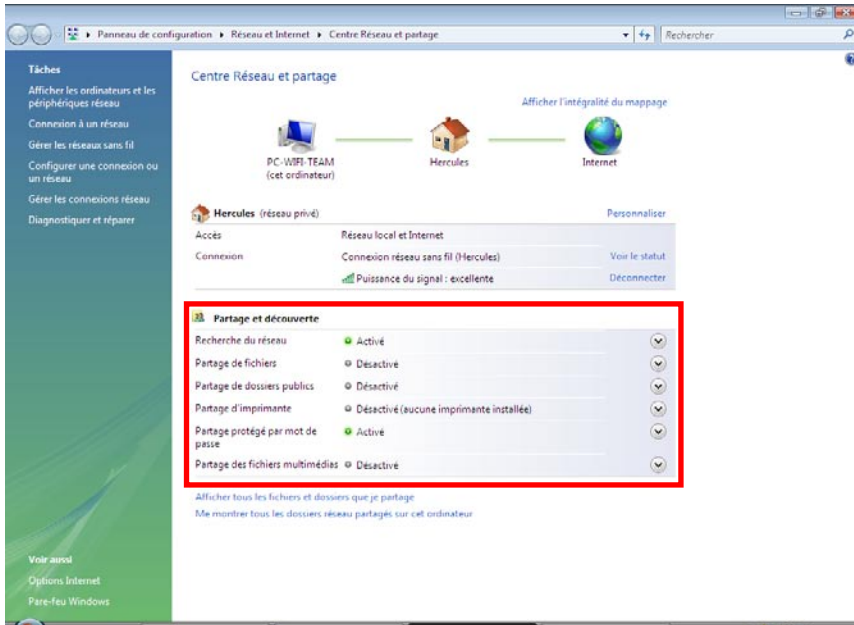 Panneau de configuration ▸ Réseau et Internet ▸ Centre Réseau et partage
Rechercher
Tâches
Afficher les ordinateurs et les
périphériques réseau
Connexion à un réseau
Gérer les réseaux sans fil
Configurer une connexion ou
un réseau
Gérer les connexions réseau
Diagnostiquer et réparer
Voir aussi
Options Internet
Pare-feu Windows
Centre Réseau et partage
Afficher l'intégralité du mappage
PC-WIFI-TEAM
(cet ordinateur)
Hercules
Internet
Hercules (réseau privé)
Personnaliser
Accès Réseau local et Internet
Connexion Connexion réseau sans fil (Hercules) Voir le statut
Puissance du signal : excellente Déconnecter
Partage et découverte
Recherche du réseau Activé
Partage de fichiers Désactivé
Partage de dossiers publics Désactivé
Partage d'imprimante Désactivé (aucune imprimante installée)
Partage protégé par mot de
passe
Activé
Partage des fichiers multimédias Désactivé
Afficher tous les fichiers et dossiers que je partage
Me montrer tous les dossiers réseau partagés sur cet ordinateur